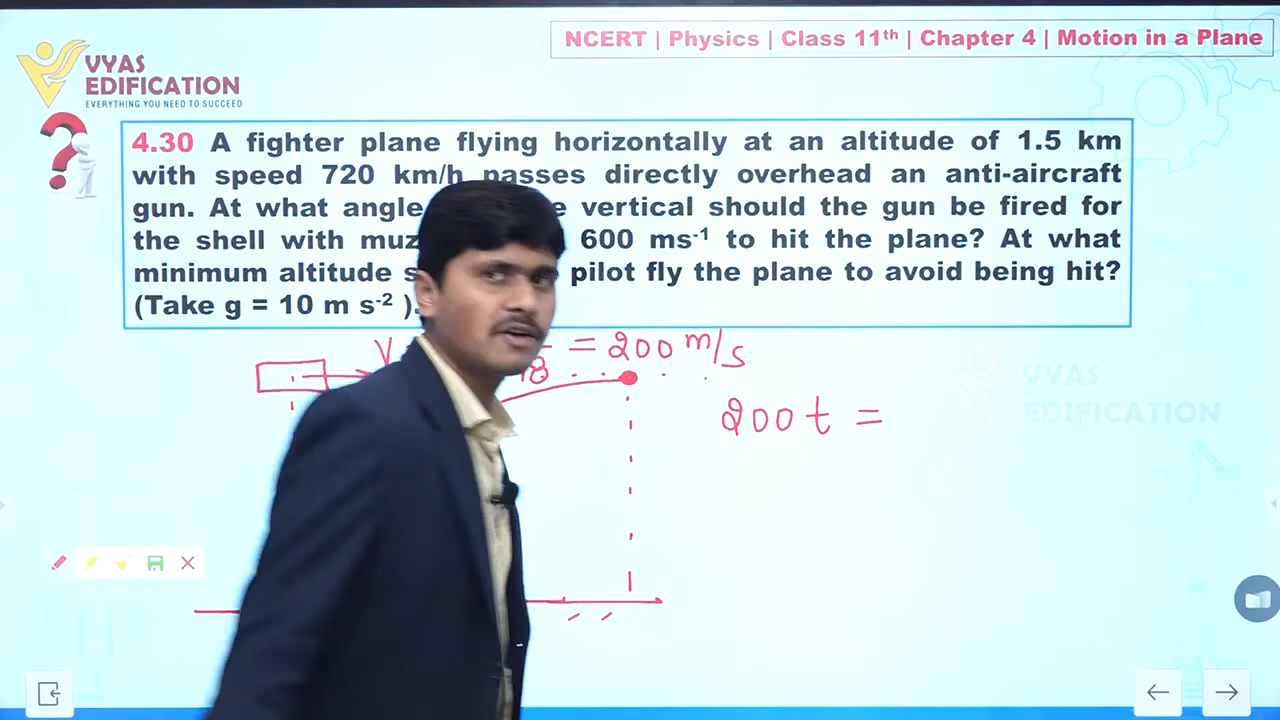 NCERT | Physics | Class 11th | Chapter 4 | Motion in a Plane
VYAS
EDIFICATION
EVERYTHING YOU NEED TO SUCCEED
4.30 A fighter plane flying horizontally at an altitude of 1.5 km
with speed 720 km/h passes directly overhead an anti-aircraft
gun. At what angle vertical should the gun be fired for
the shell with 600 ms-1 to hit the plane? At what
minimum altitude pilot fly the plane to avoid being hit?
(Take g = 10 m s-2 ).
V
18
= 200 m/s
200 t =
VYAS
EDIFICATION